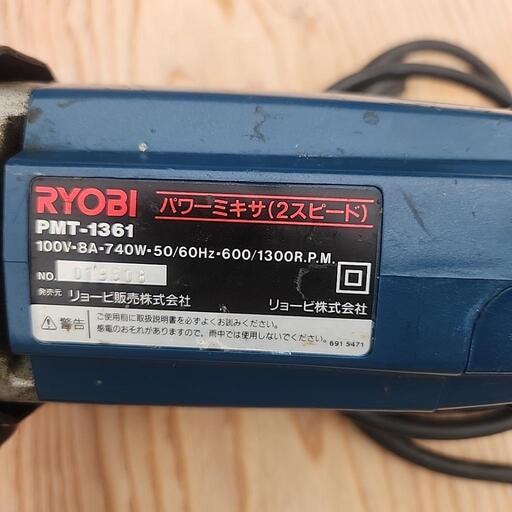 RYOBI パワーミキサ(2スピード)
PMT-1361
100V-8A-740W-50/60Hz-600/1300R.P.M.
NO. 013508
発売元 リョービ販売株式会社 リョービ株式会社
警告 ご使用前に取扱説明書を必ずよくお読みください。
感電のおそれがありますので、雨中では使用しないでください。
691 5471